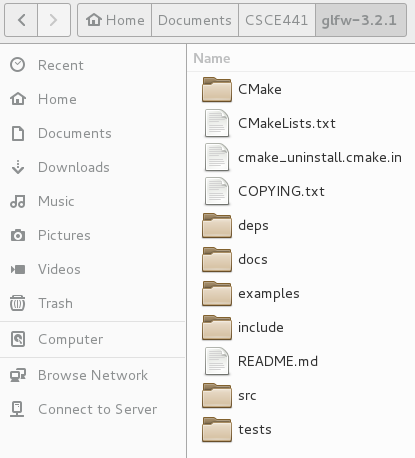 Home Documents CSCE441 glfw-3.2.1
Name
Recent
Home
Documents
Downloads
Music
Pictures
Videos
Trash
Computer
Browse Network
Connect to Server
CMake
CMakeLists.txt
cmake_uninstall.cmake.in
COPYING.txt
deps
docs
examples
include
README.md
src
tests